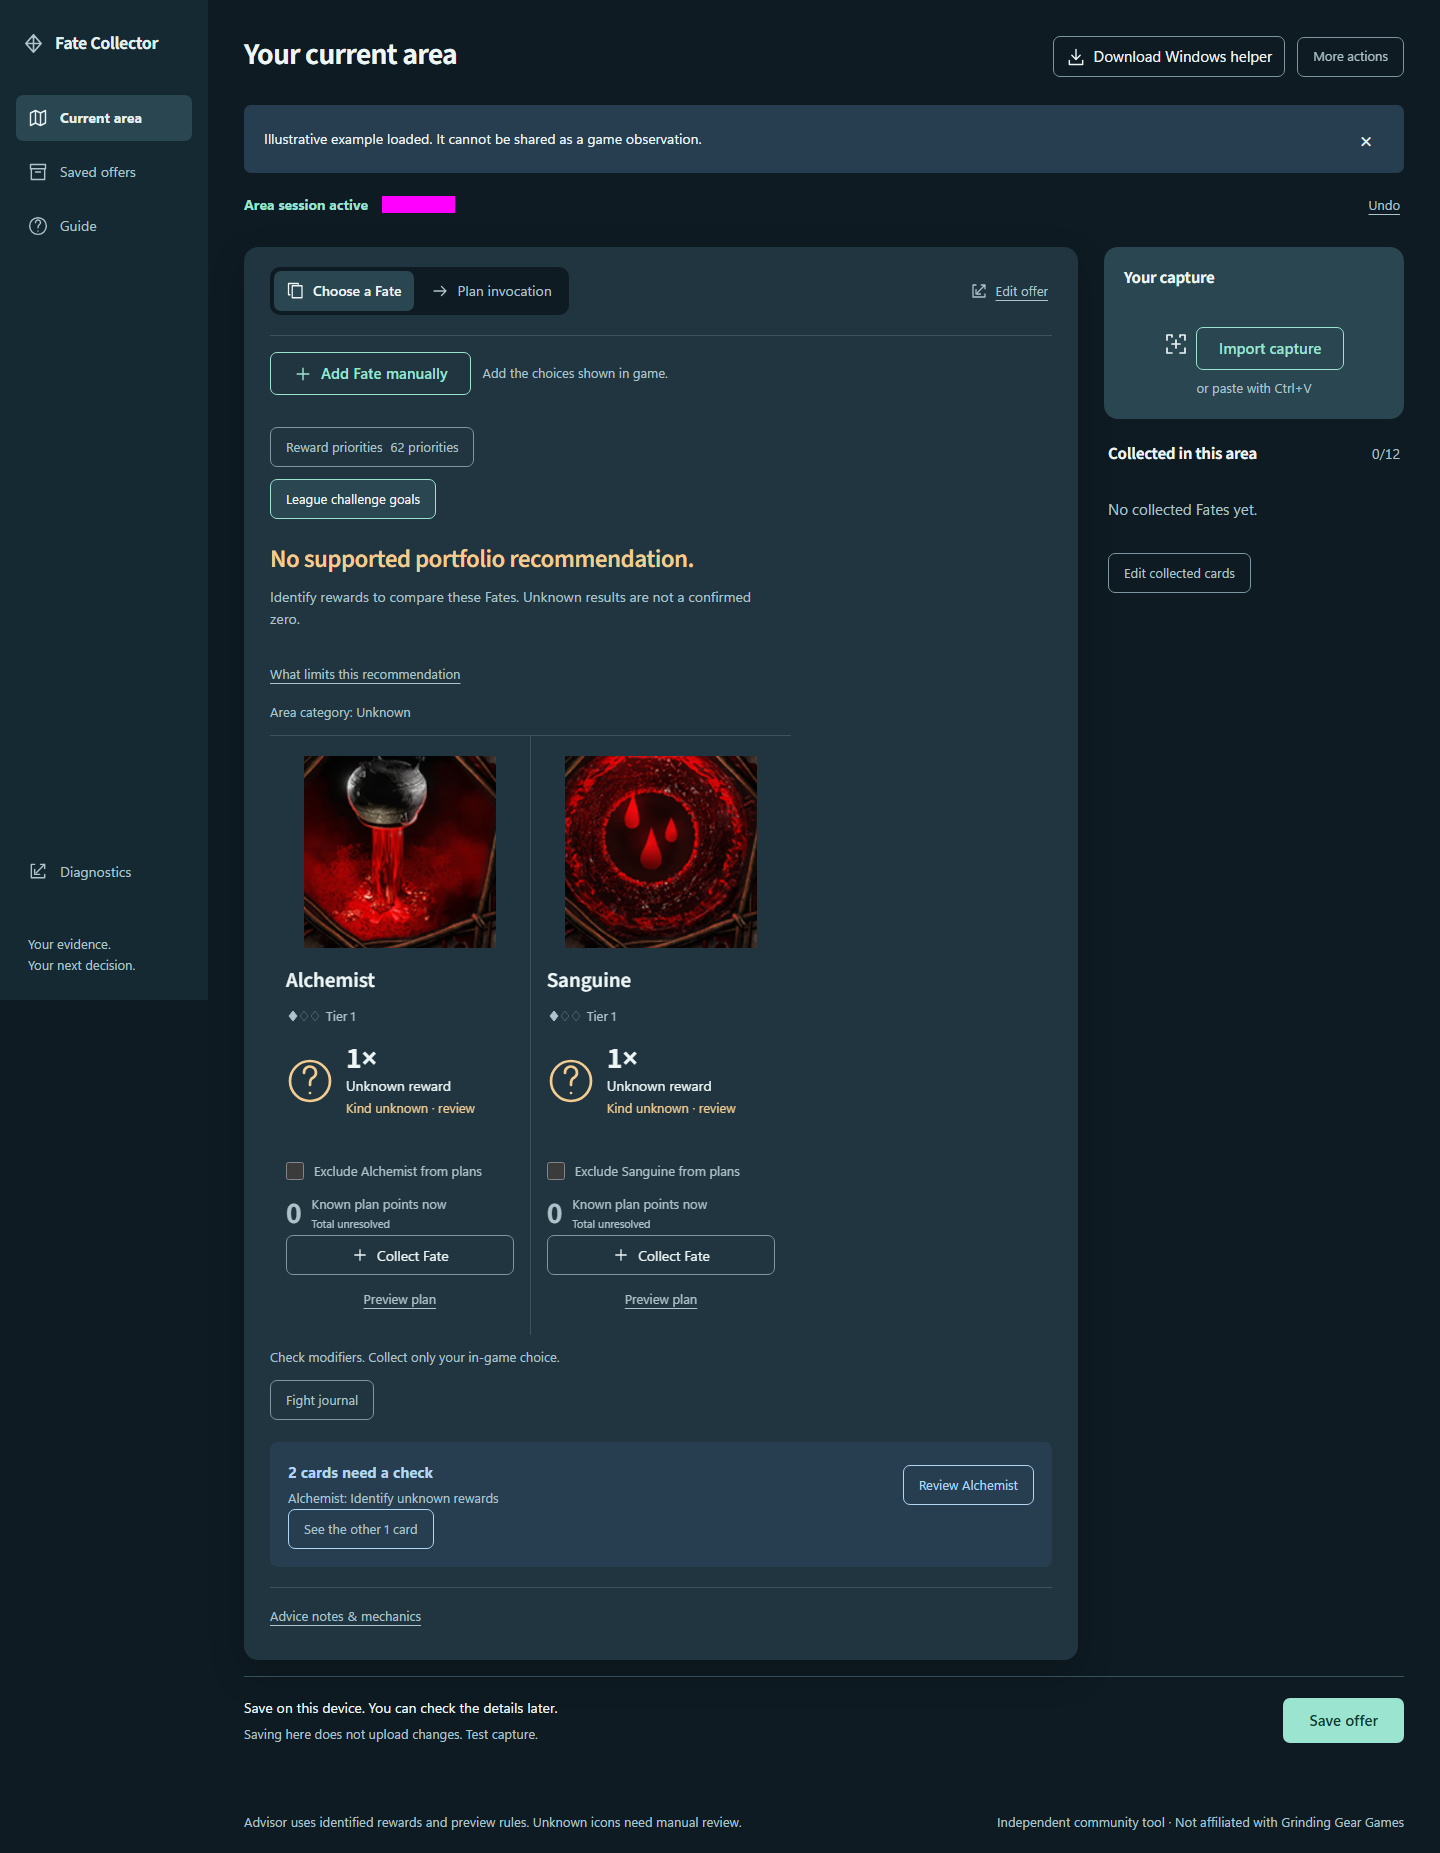 Fate Collector
Current area
Saved offers
Guide
Diagnostics
Your evidence.
Your next decision.
Your current area
Download Windows helper
More actions
Illustrative example loaded. It cannot be shared as a game observation.
Area session active
Undo
Choose a Fate
Plan invocation
Edit offer
Add Fate manually
Add the choices shown in game.
Reward priorities 62 priorities
League challenge goals
No supported portfolio recommendation.
Identify rewards to compare these Fates. Unknown results are not a confirmed
zero.
What limits this recommendation
Area category: Unknown
Alchemist
Tier 1
1×
Unknown reward
Kind unknown · review
Exclude Alchemist from plans
0 Known plan points now
Total unresolved
Collect Fate
Preview plan
Sanguine
Tier 1
1×
Unknown reward
Kind unknown · review
Exclude Sanguine from plans
0 Known plan points now
Total unresolved
Collect Fate
Preview plan
Check modifiers. Collect only your in-game choice.
Fight journal
2 cards need a check
Alchemist: Identify unknown rewards
See the other 1 card
Review Alchemist
Advice notes & mechanics
Your capture
Import capture
or paste with Ctrl+V
Collected in this area
0/12
No collected Fates yet.
Edit collected cards
Save on this device. You can check the details later.
Saving here does not upload changes. Test capture.
Save offer
Advisor uses identified rewards and preview rules. Unknown icons need manual review.
Independent community tool · Not affiliated with Grinding Gear Games